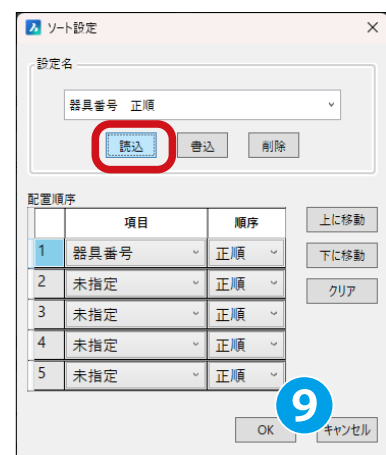 ソート設定
設定名
器具番号 正順
読込 書込 削除
配置順序
項目 順序 上に移動
1 器具番号 正順 下に移動
2 未指定 正順 クリア
3 未指定 正順
4 未指定 正順
5 未指定 正順
9
OK キャンセル